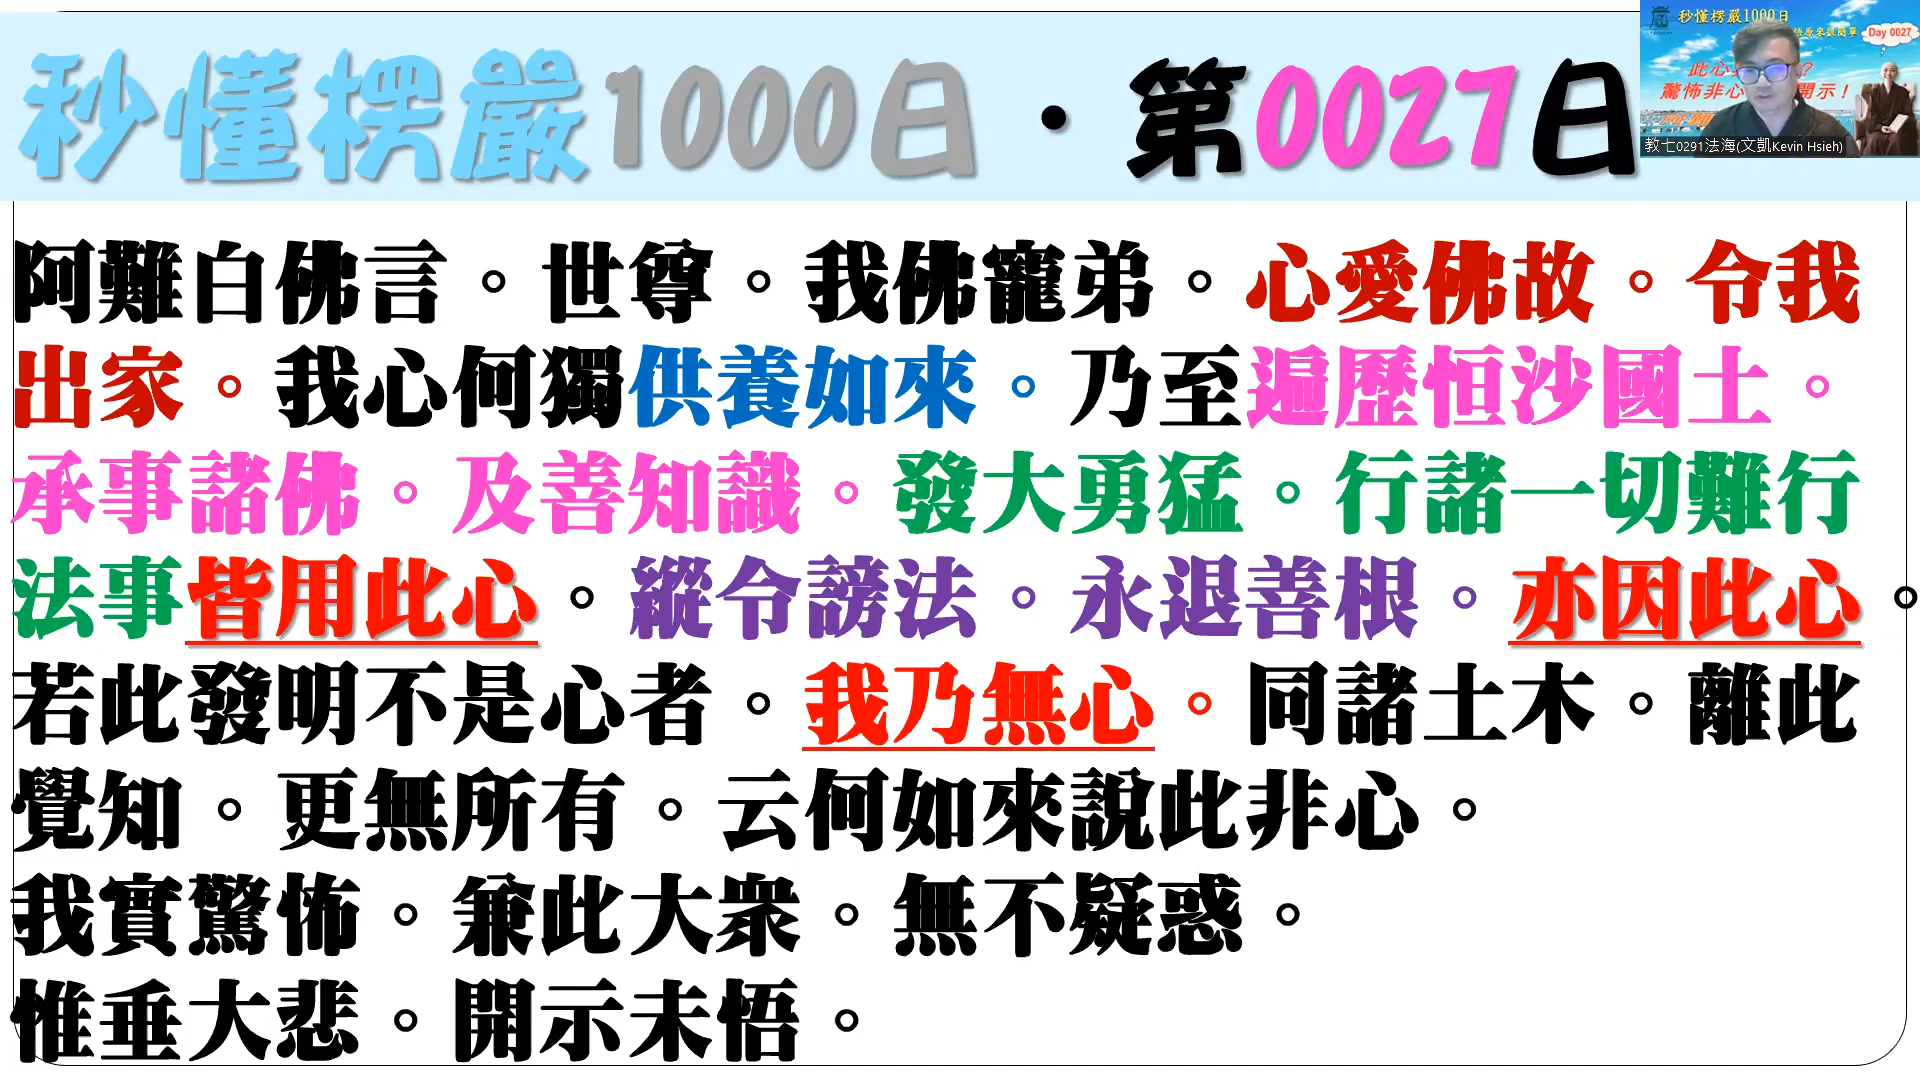 秒懂楞嚴1000日・第0027日
秒懂楞嚴1000日
Day 0027
教七0291法海(文凱Kevin Hsieh)
阿難白佛言。世尊。我佛寵弟。心愛佛故。令我
出家。我心何獨供養如來。乃至遍歷恒沙國土。
承事諸佛。及善知識。發大勇猛。行諸一切難行
法事皆用此心。縱令謗法。永退善根。亦因此心。
若此發明不是心者。我乃無心。同諸土木。離此
覺知。更無所有。云何如來說此非心。
我實驚怖。兼此大眾。無不疑惑。
惟垂大悲。開示未悟。